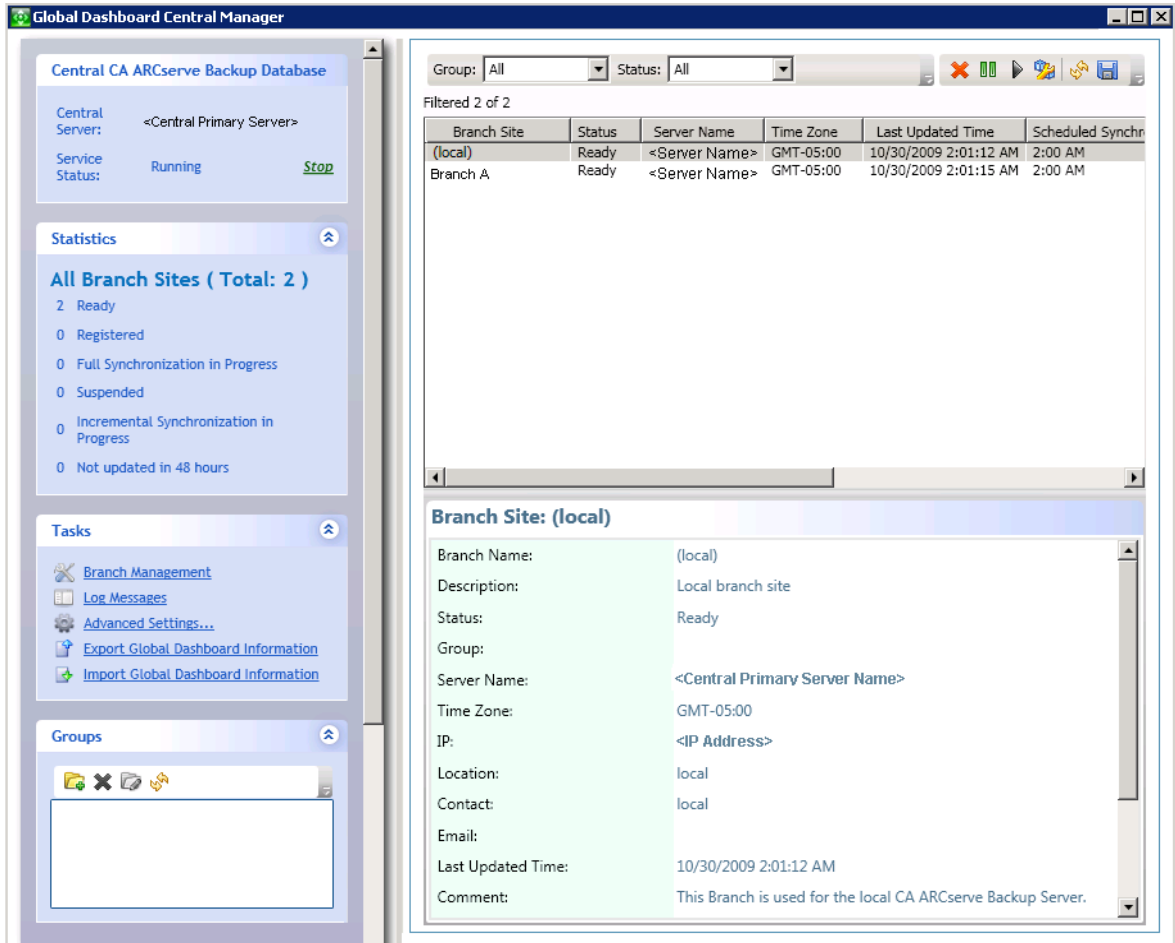 Global Dashboard Central Manager
Central CA ARCserve Backup Database
Central Server: <Central Primary Server>
Service Status: Running Stop
Statistics
All Branch Sites ( Total: 2 )
2 Ready
0 Registered
0 Full Synchronization in Progress
0 Suspended
0 Incremental Synchronization in Progress
0 Not updated in 48 hours
Tasks
Branch Management
Log Messages
Advanced Settings...
Export Global Dashboard Information
Import Global Dashboard Information
Groups
Group: All Status: All
Filtered 2 of 2
Branch Site Status Server Name Time Zone Last Updated Time Scheduled Synchr
(local) Ready <Server Name> GMT-05:00 10/30/2009 2:01:12 AM 2:00 AM
Branch A Ready <Server Name> GMT-05:00 10/30/2009 2:01:15 AM 2:00 AM
Branch Site: (local)
Branch Name: (local)
Description: Local branch site
Status: Ready
Group:
Server Name: <Central Primary Server Name>
Time Zone: GMT-05:00
IP: <IP Address>
Location: local
Contact: local
Email:
Last Updated Time: 10/30/2009 2:01:12 AM
Comment: This Branch is used for the local CA ARCserve Backup Server.